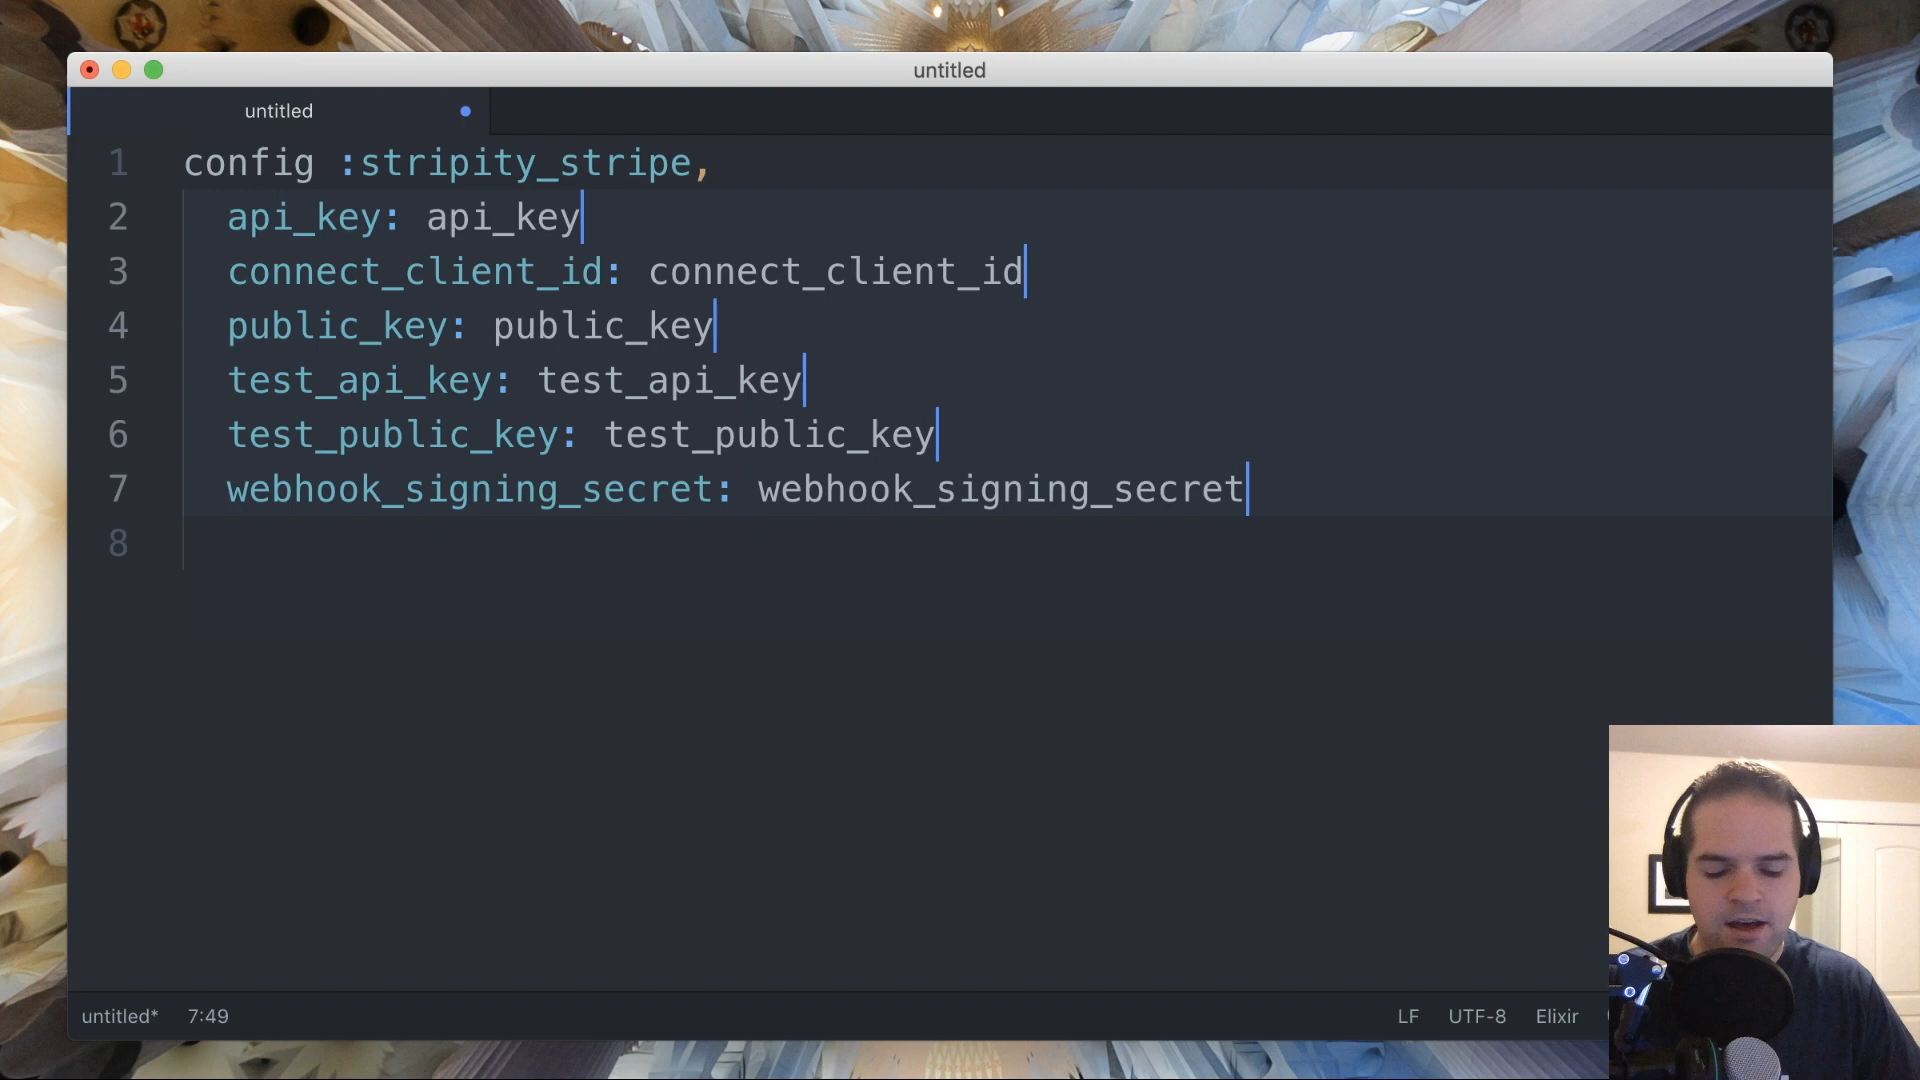 untitled
untitled
1 config :stripity_stripe,
2 api_key: api_key
3 connect_client_id: connect_client_id
4 public_key: public_key
5 test_api_key: test_api_key
6 test_public_key: test_public_key
7 webhook_signing_secret: webhook_signing_secret
8
untitled* 7:49 LF UTF-8 Elixir